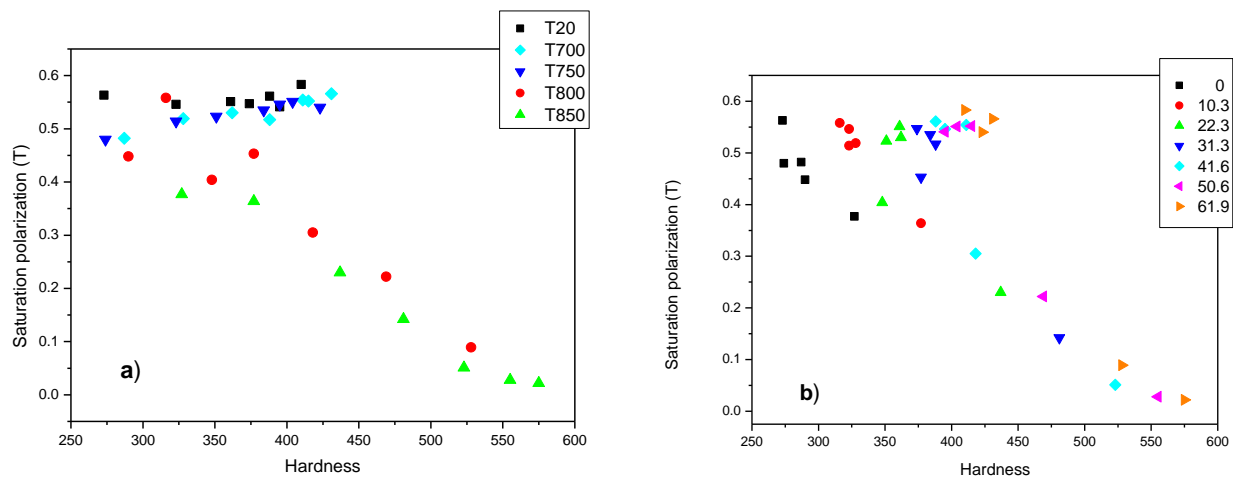 T20
T700
T750
T800
T850
0.6
0.5
0.4
0.3
0.2
0.1
0.0
Saturation polarization (T)
a)
250 300 350 400 450 500 550 600
Hardness
0
10.3
22.3
31.3
41.6
50.6
61.9
0.6
0.5
0.4
0.3
0.2
0.1
0.0
Saturation polarization (T)
b)
250 300 350 400 450 500 550 600
Hardness